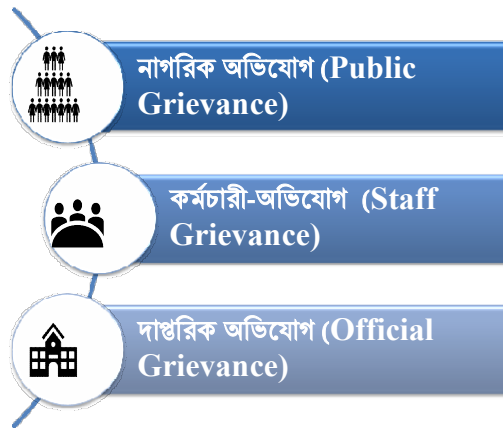 নাগরিক অভিযোগ (Public
Grievance)
কর্মচারী-অভিযোগ (Staff
Grievance)
দাপ্তরিক অভিযোগ (Official
Grievance)